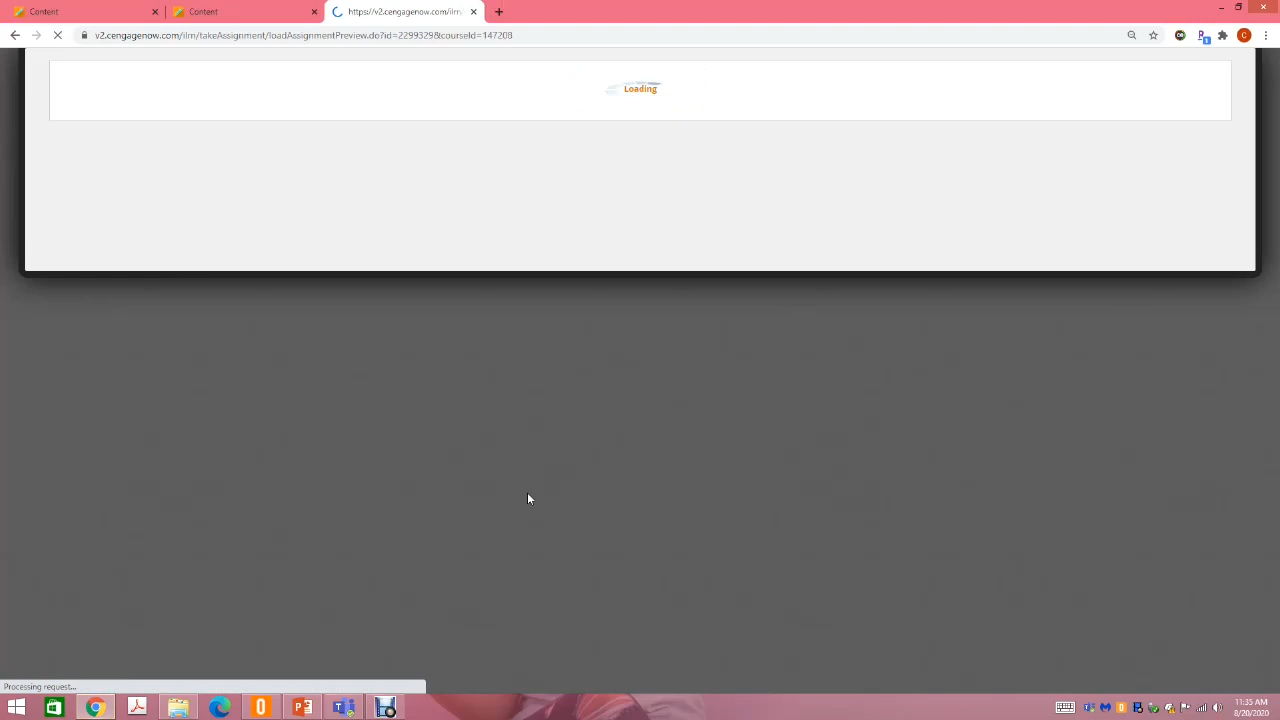 Content
Content
https://v2.cengagenow.com/ilrn/
v2.cengagenow.com/ilrn/takeAssignment/loadAssignmentPreview.do?id=22993298&courseId=147208
C
Loading
Processing request...
11:35 AM
8/20/2020